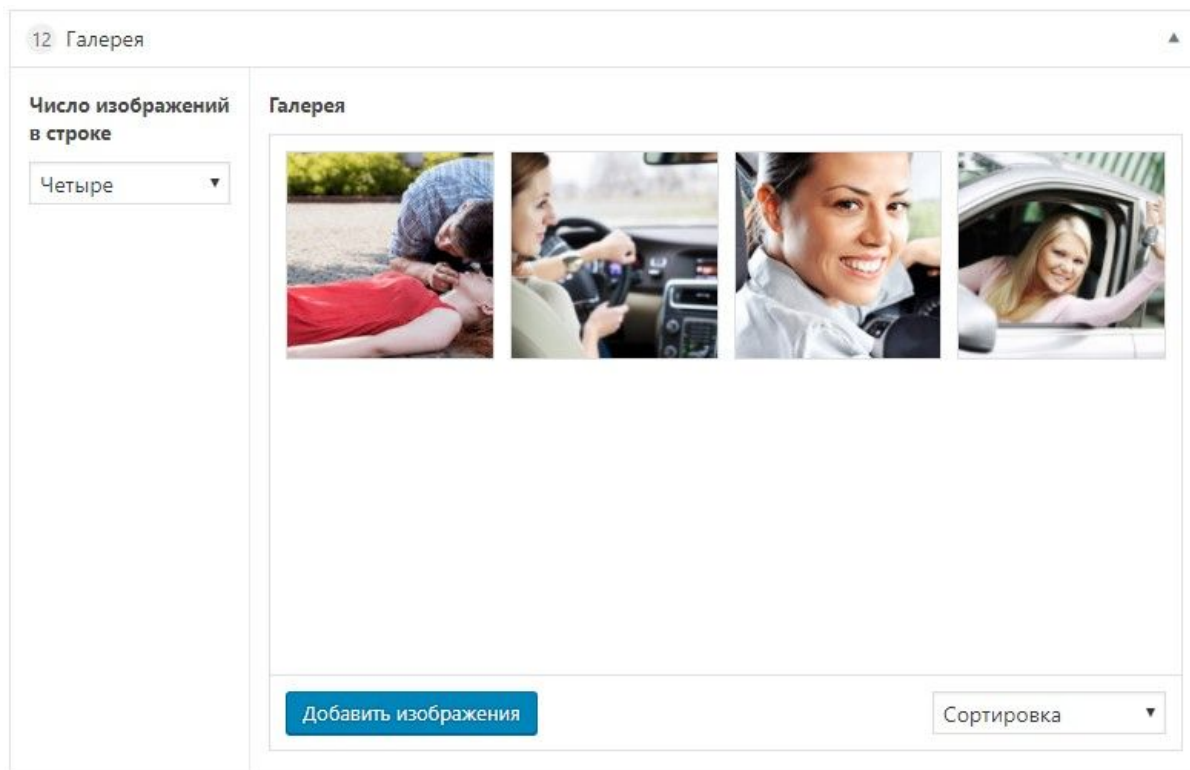 12 Галерея
Число изображений
в строке
Четыре
Галерея
Добавить изображения
Сортировка